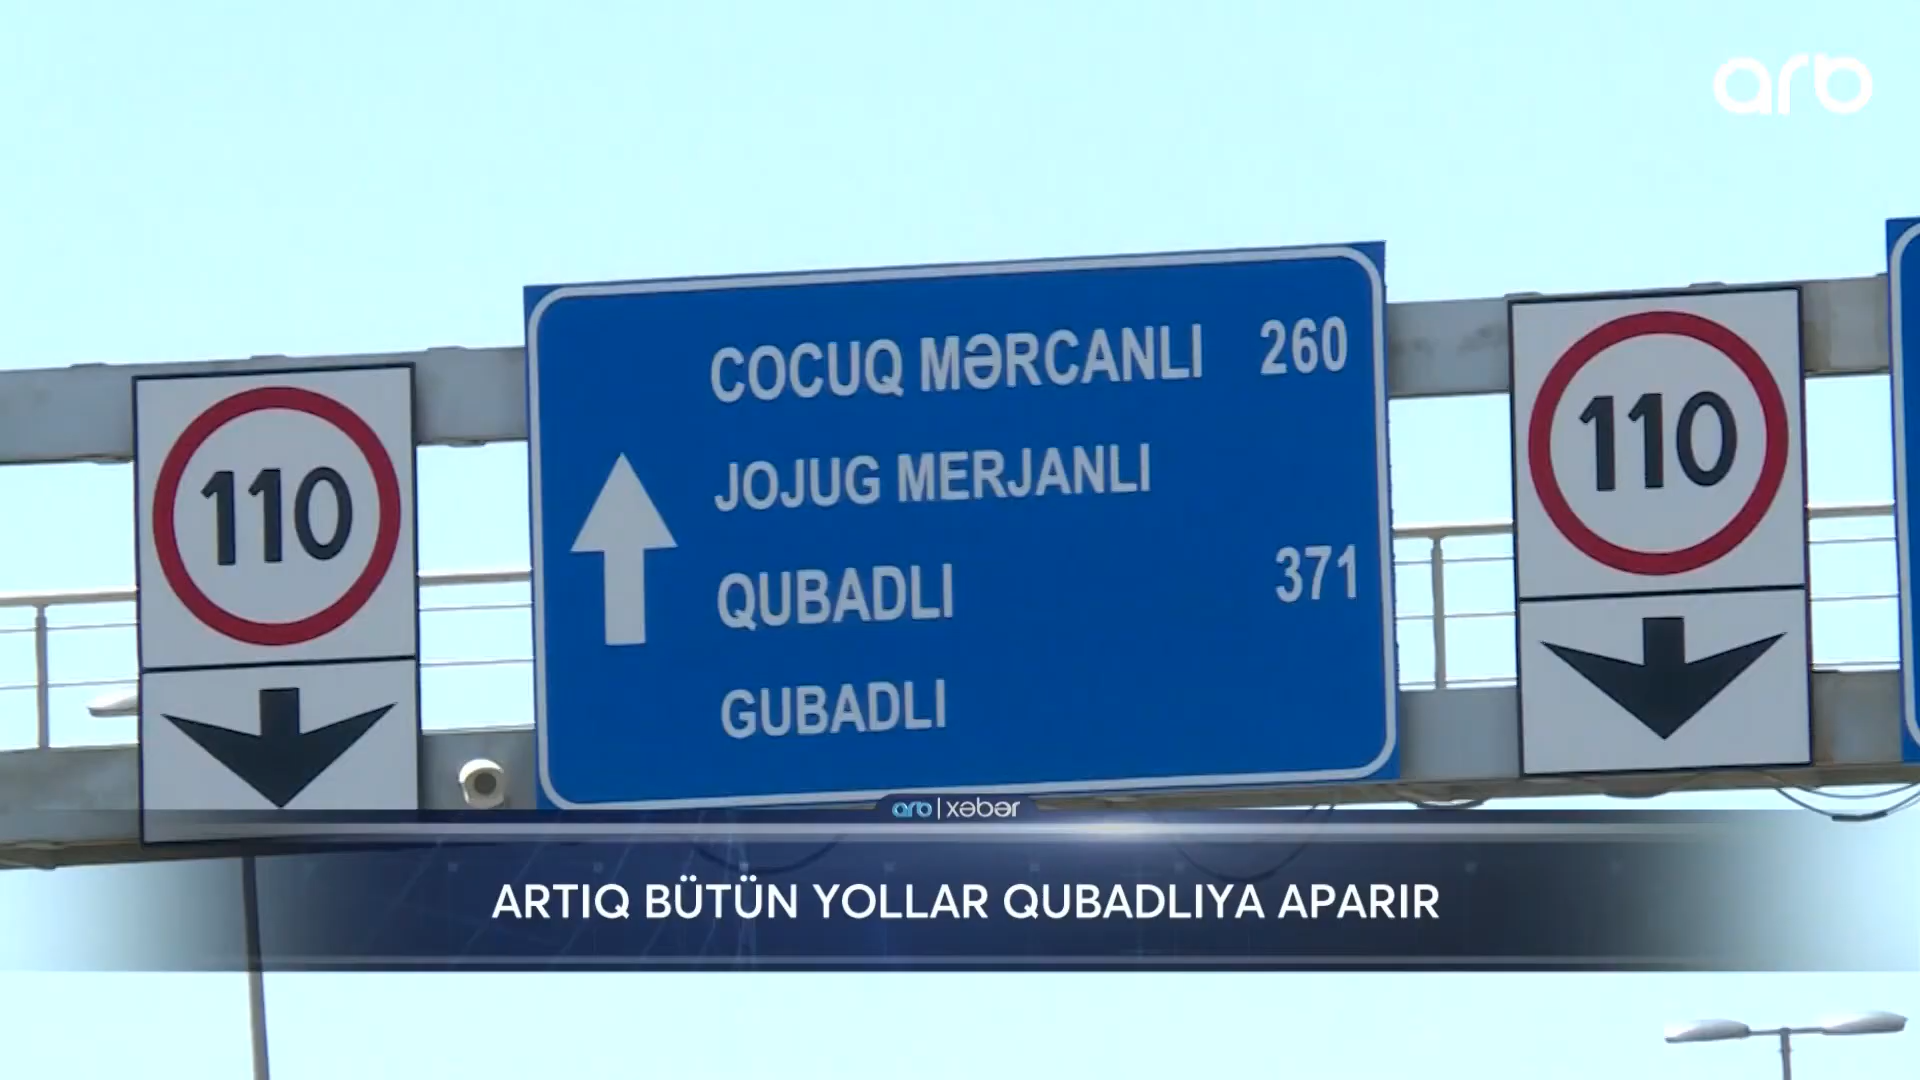 arb
COCUQ MƏRCANLI 260
JOJUG MERJANLI
QUBADLI 371
GUBADLI
110
110
arb | xəbər
ARTIQ BÜTÜN YOLLAR QUBADLIYA APARIR